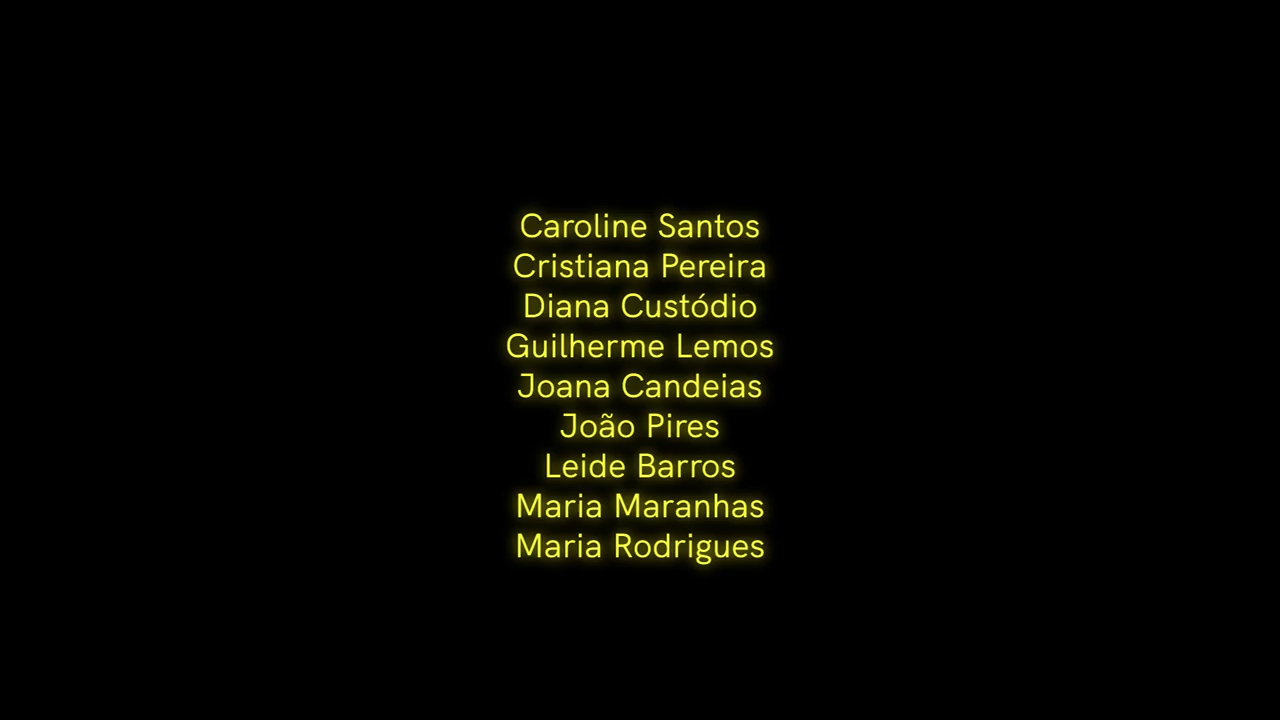 Caroline Santos
Cristiana Pereira
Diana Custódio
Guilherme Lemos
Joana Candeias
João Pires
Leide Barros
Maria Maranhas
Maria Rodrigues